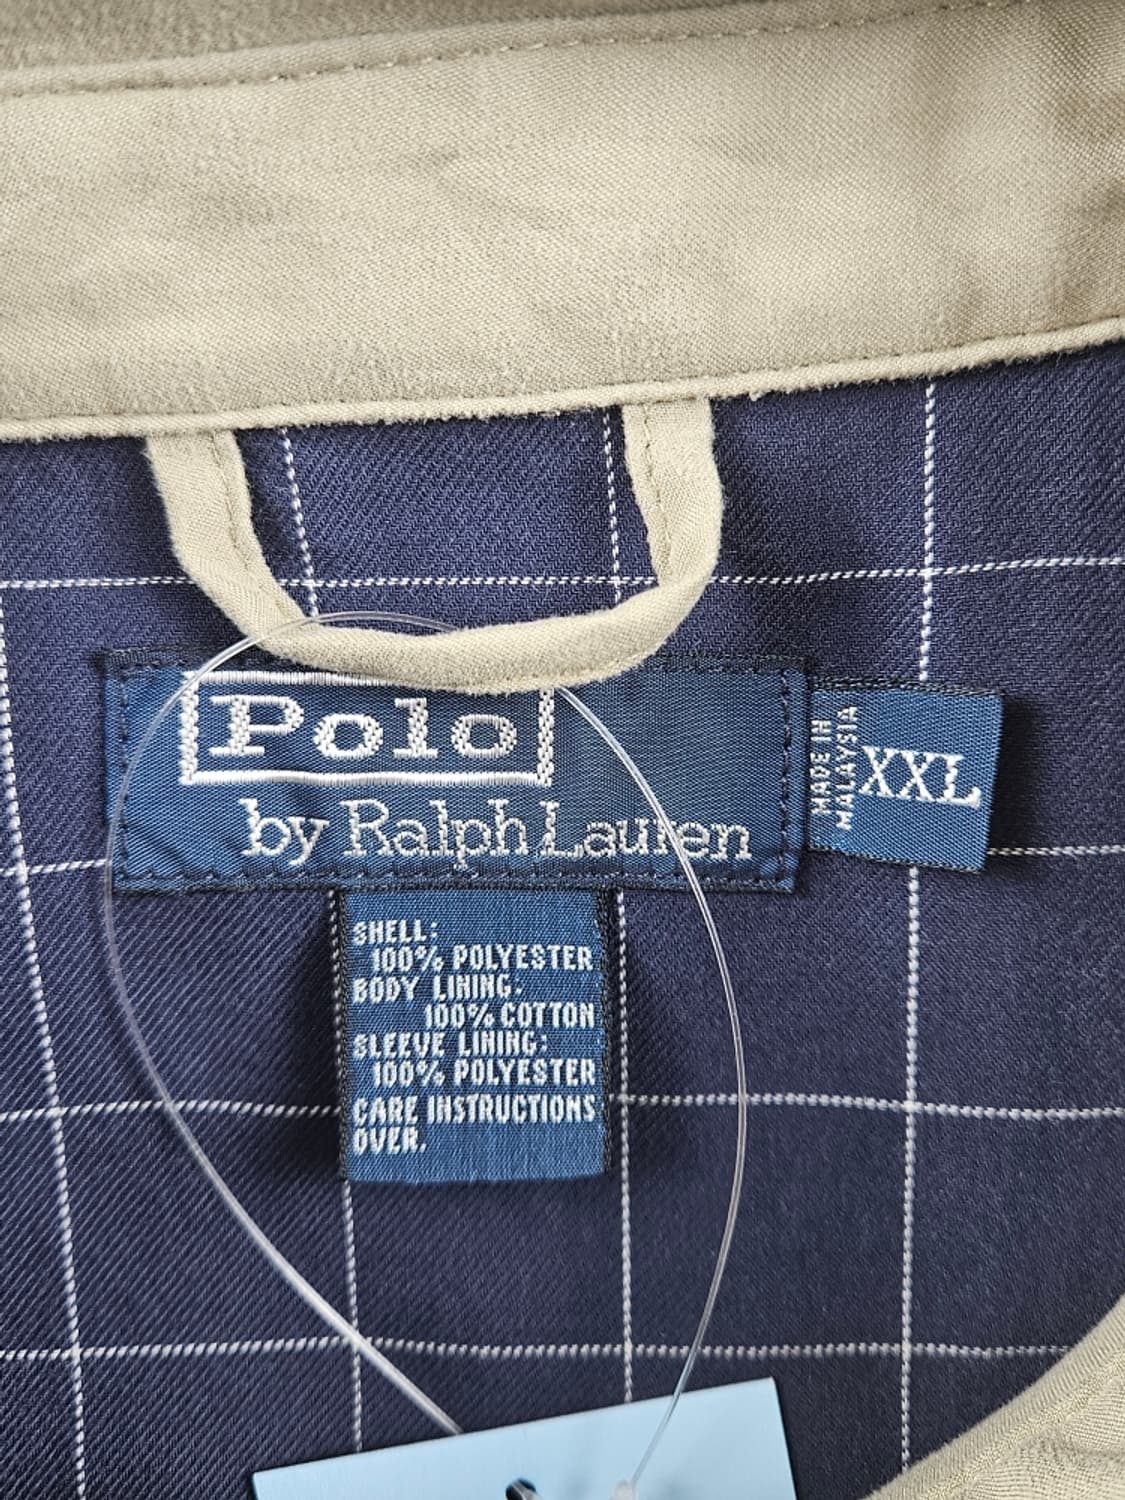 Polo
by Ralph Lauren
MADE IN
MALAYSIA
XXL
SHELL:
100% POLYESTER
BODY LINING:
100% COTTON
SLEEVE LINING:
100% POLYESTER
CARE INSTRUCTIONS
OVER.